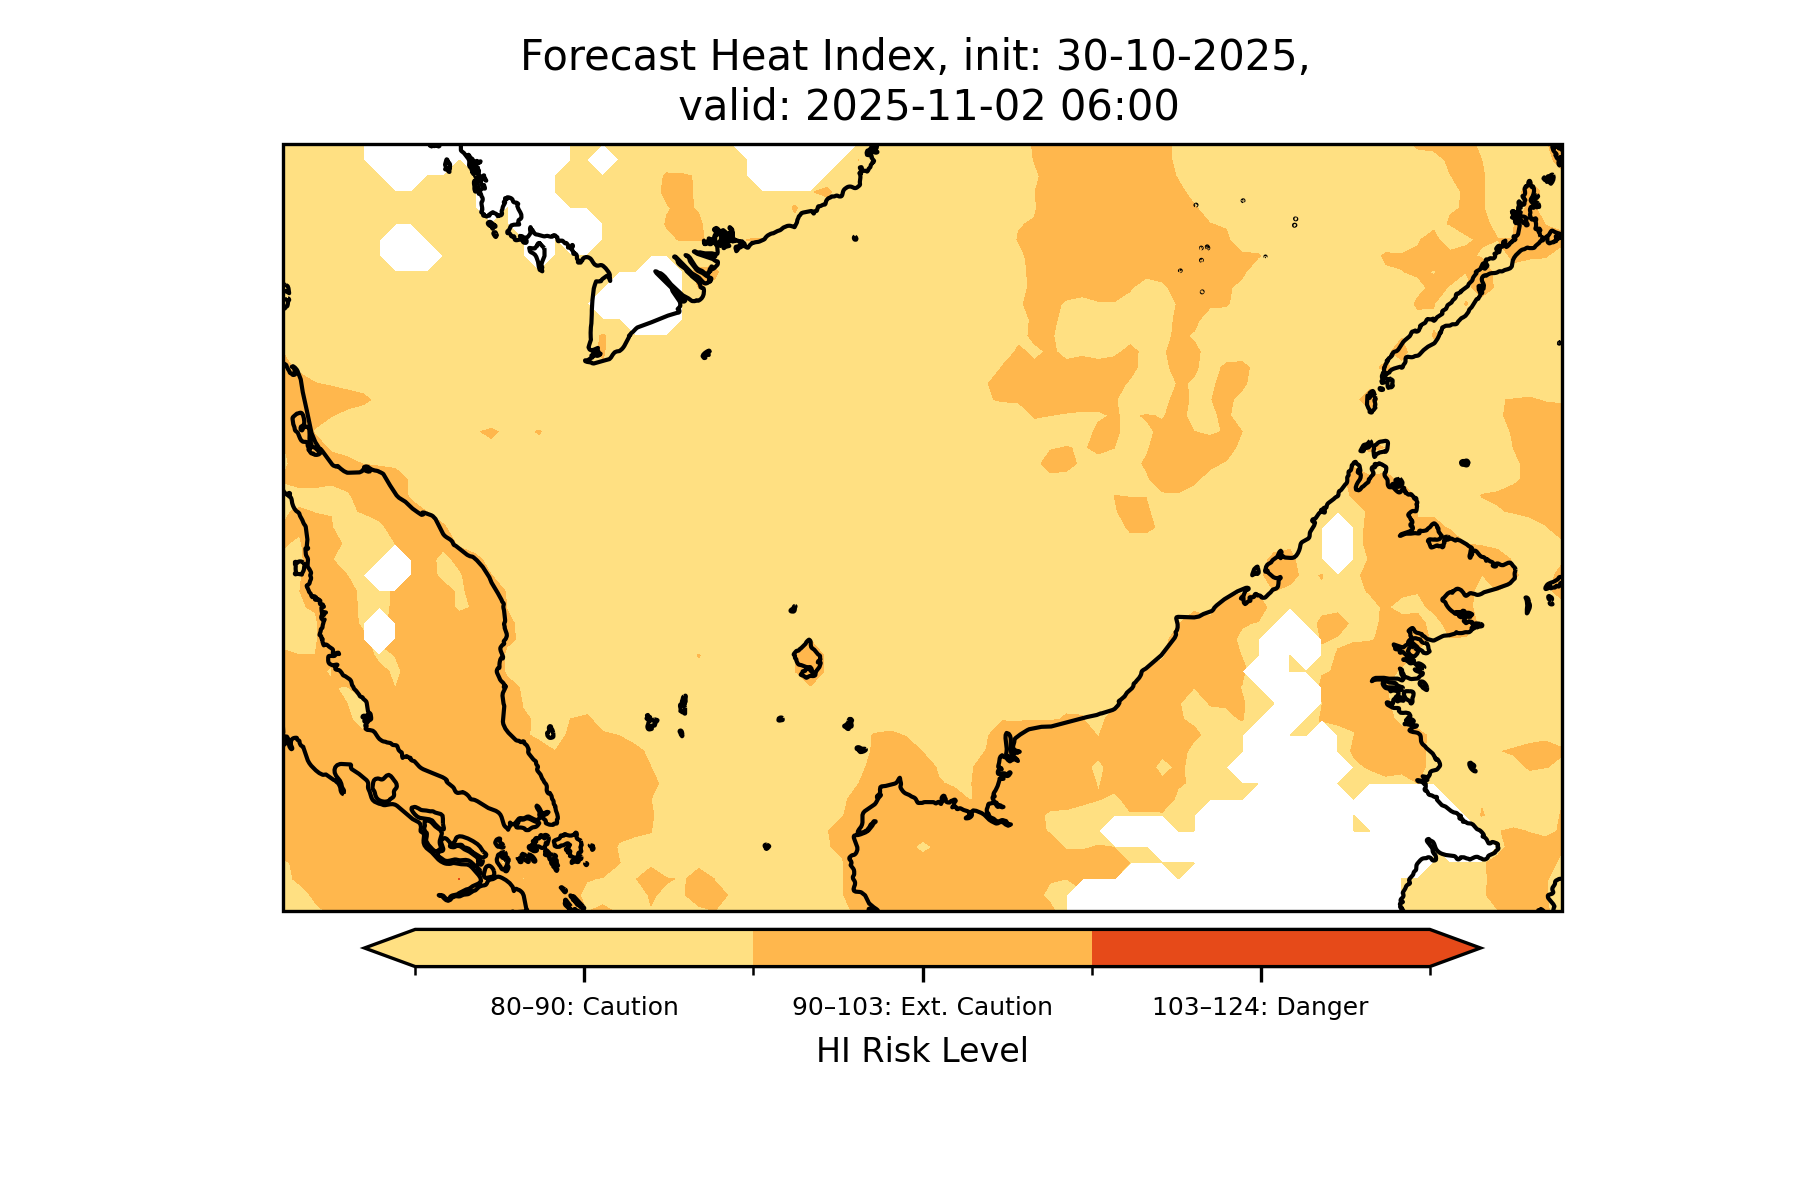 Forecast Heat Index, init: 30-10-2025,
valid: 2025-11-02 06:00
80–90: Caution
90–103: Ext. Caution
103–124: Danger
HI Risk Level